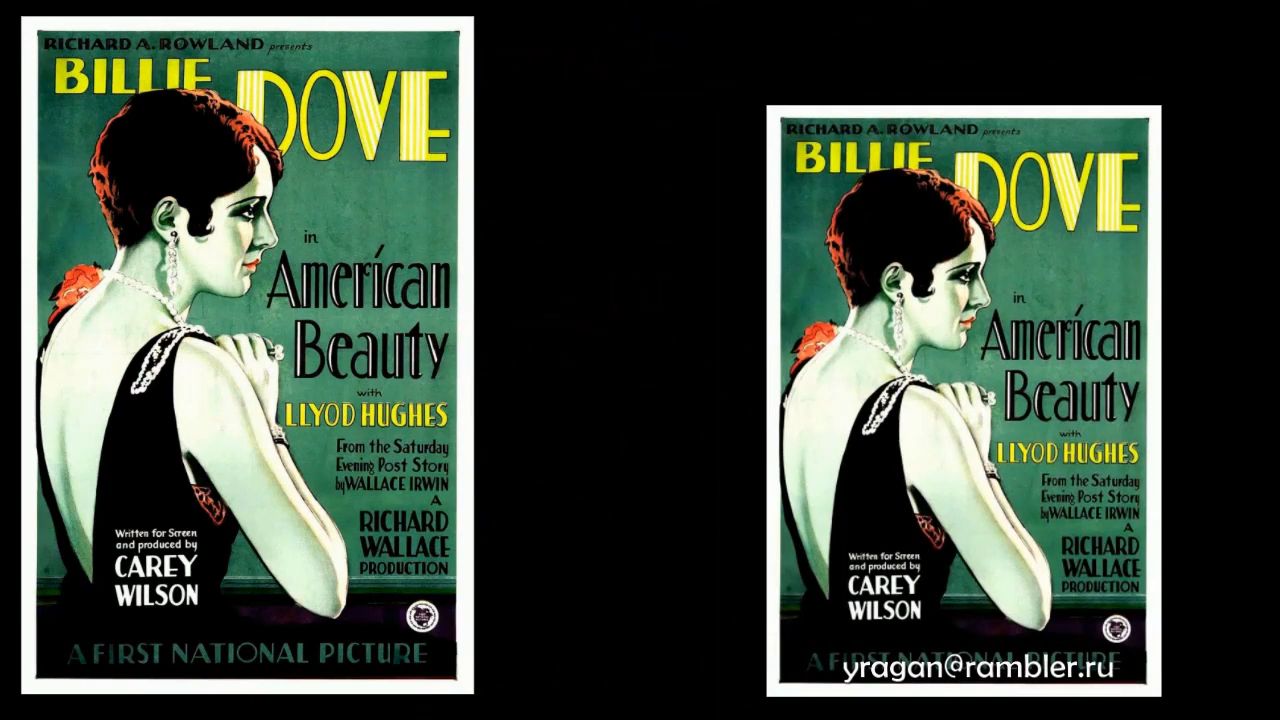 RICHARD A. ROWLAND presents
BILLIE DOVE
in
American
Beauty
with
LLYOD HUGHES
From the Saturday
Evening Post Story
by WALLACE IRWIN
A
RICHARD
WALLACE
PRODUCTION
Written for Screen
and produced by
CAREY
WILSON
A FIRST NATIONAL PICTURE
RICHARD A. ROWLAND presents
BILLIE DOVE
in
American
Beauty
with
LLYOD HUGHES
From the Saturday
Evening Post Story
by WALLACE IRWIN
A
RICHARD
WALLACE
PRODUCTION
Written for Screen
and produced by
CAREY
WILSON
A FIRST NATIONAL PICTURE
yragan@rambler.ru